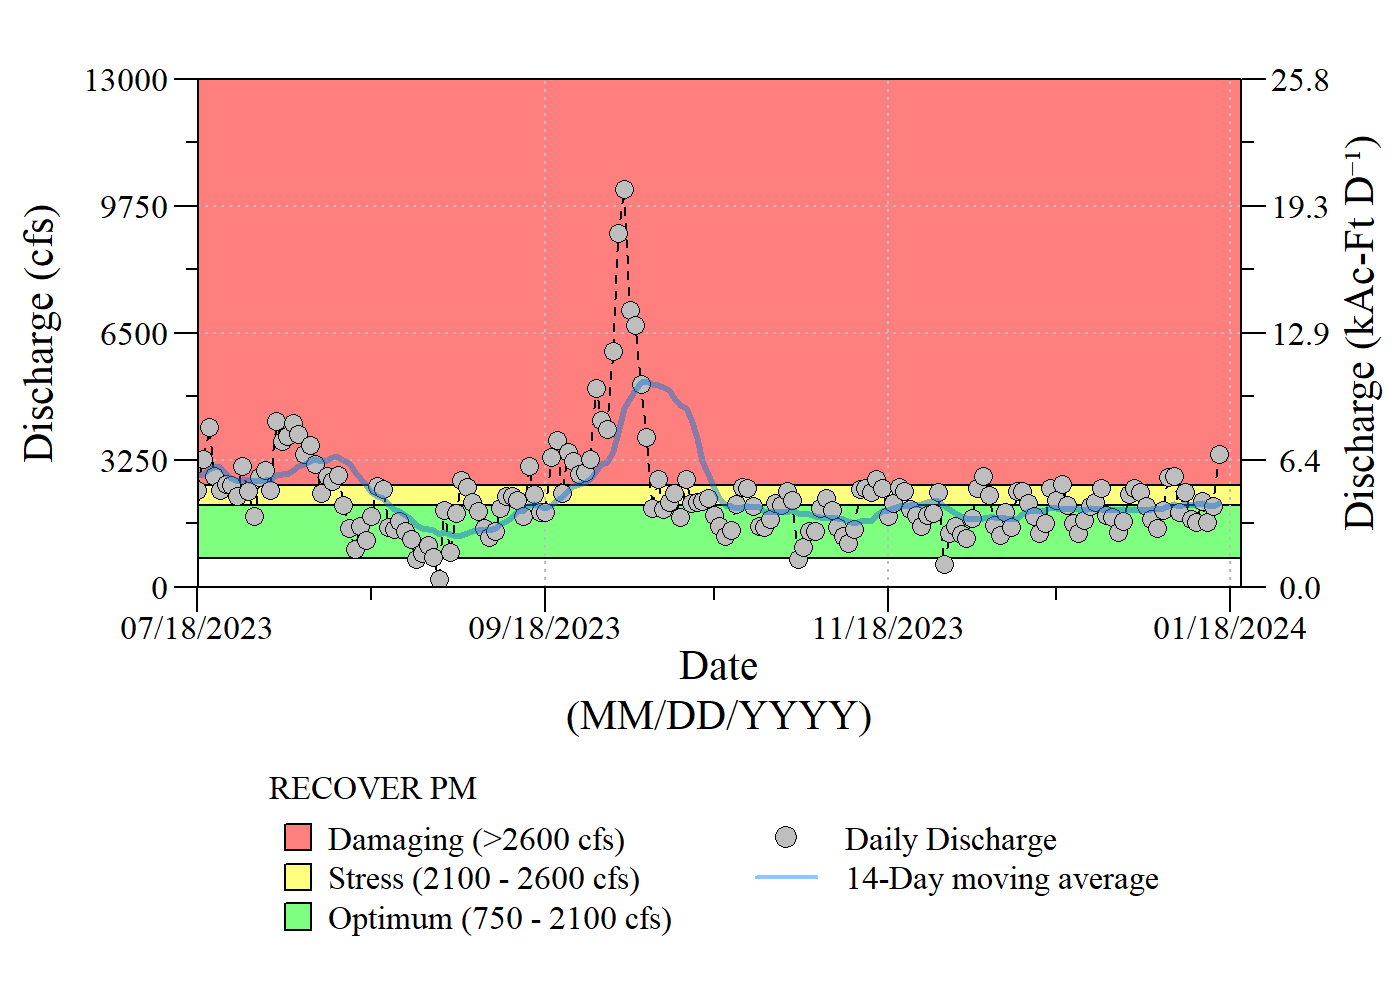 13000
9750
6500
3250
0
Discharge (cfs)
25.8
19.3
12.9
6.4
0.0
Discharge (kAc-Ft D⁻¹)
07/18/2023 09/18/2023 11/18/2023 01/18/2024
Date
(MM/DD/YYYY)
RECOVER PM
Damaging (>2600 cfs)
Stress (2100 - 2600 cfs)
Optimum (750 - 2100 cfs)
Daily Discharge
14-Day moving average